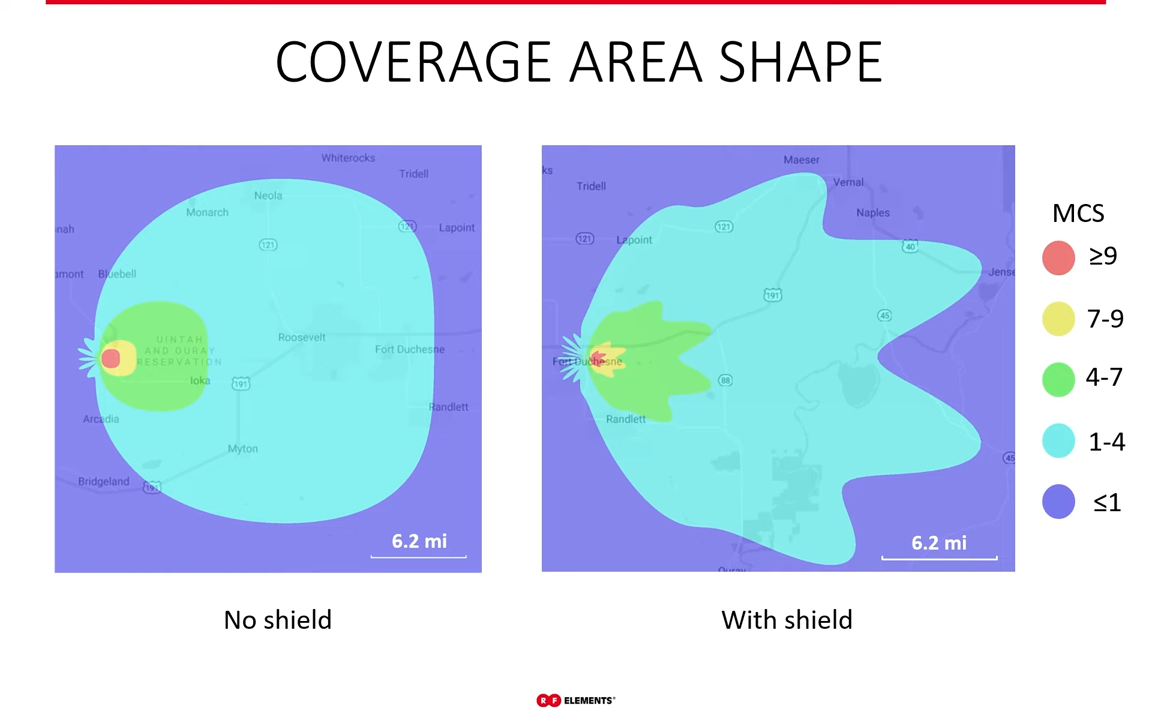 COVERAGE AREA SHAPE
Whiterocks
Tridell
Neola
Monarch
121
Lapoint
nah
121
amont
Bluebell
UINTAH
AND OURAY
RESERVATION
Roosevelt
Fort Duchesne
Ioka
191
Arcadia
Randlett
Myton
Bridgeland
191
6.2 mi
No shield
Maeser
ks
Tridell
Vernal
Naples
121
121
Lapoint
40
Jense
191
45
Fort Duchesne
88
Randlett
45
Ouray
6.2 mi
With shield
MCS
≥9
7-9
4-7
1-4
≤1
RF ELEMENTS®